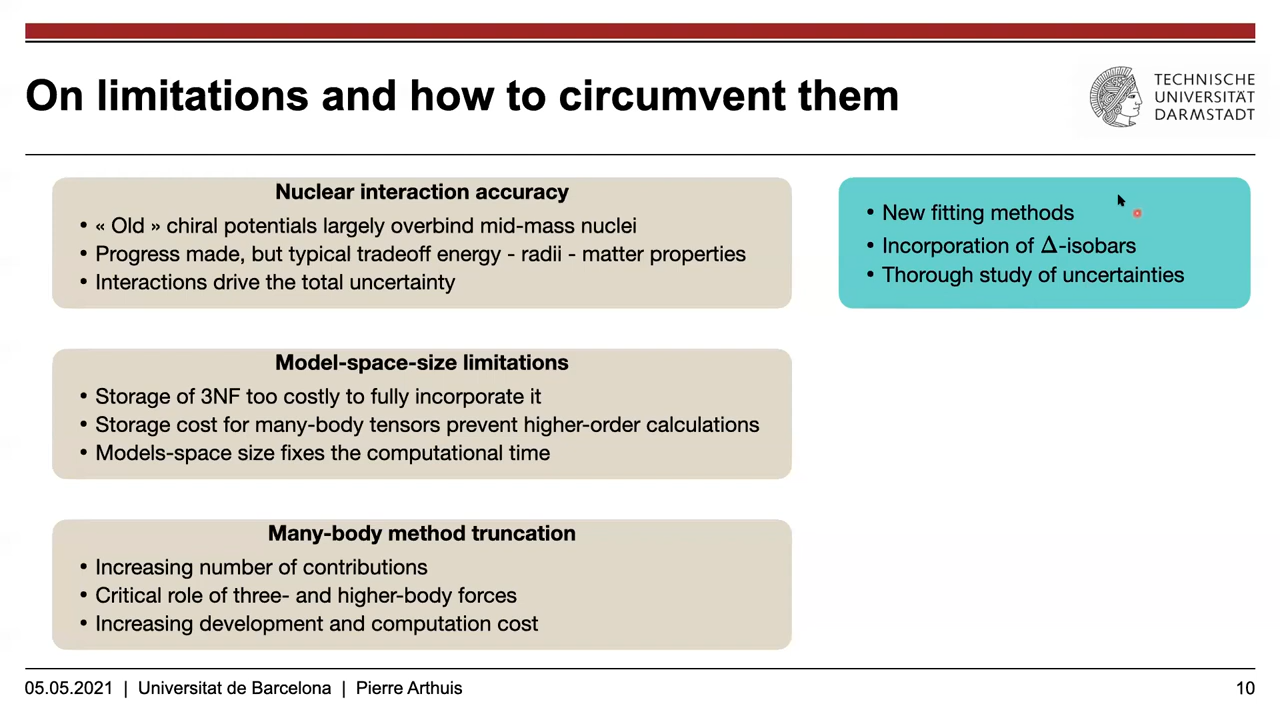 On limitations and how to circumvent them
TECHNISCHE
UNIVERSITÄT
DARMSTADT
Nuclear interaction accuracy
• « Old » chiral potentials largely overbind mid-mass nuclei
• Progress made, but typical tradeoff energy - radii - matter properties
• Interactions drive the total uncertainty
• New fitting methods
• Incorporation of Δ-isobars
• Thorough study of uncertainties
Model-space-size limitations
• Storage of 3NF too costly to fully incorporate it
• Storage cost for many-body tensors prevent higher-order calculations
• Models-space size fixes the computational time
Many-body method truncation
• Increasing number of contributions
• Critical role of three- and higher-body forces
• Increasing development and computation cost
05.05.2021 | Universitat de Barcelona | Pierre Arthuis
10